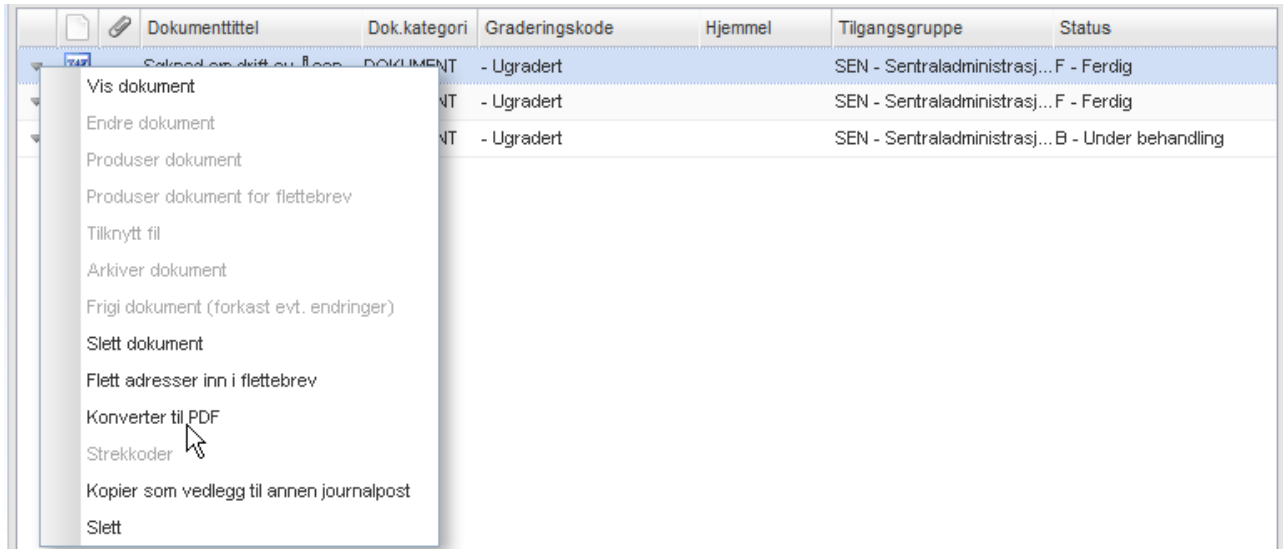 Dokumenttittel Dok.kategori Graderingskode Hjemmel Tilgangsgruppe Status
DOKUMENT - Ugradert SEN - Sentraladministrasj... F - Ferdig
Vis dokument
NT - Ugradert SEN - Sentraladministrasj... F - Ferdig
Endre dokument
NT - Ugradert SEN - Sentraladministrasj... B - Under behandling
Produser dokument
Produser dokument for flettebrev
Tilknytt fil
Arkiver dokument
Frigi dokument (forkast evt. endringer)
Slett dokument
Flett adresser inn i flettebrev
Konverter til PDF
Strekkoder
Kopier som vedlegg til annen journalpost
Slett